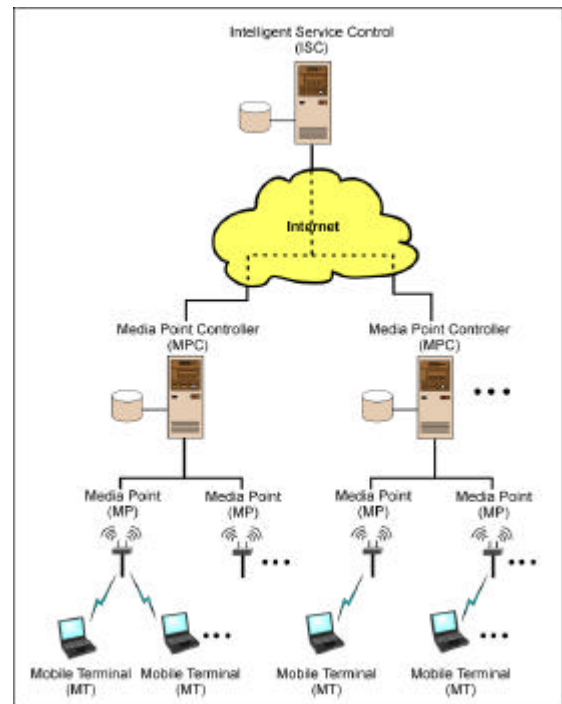 Intelligent Service Control
(ISC)
Internet
Media Point Controller
(MPC)
Media Point Controller
(MPC)
Media Point
(MP)
Media Point
(MP)
Media Point
(MP)
Media Point
(MP)
Mobile Terminal
(MT)
Mobile Terminal
(MT)
Mobile Terminal
(MT)
Mobile Terminal
(MT)